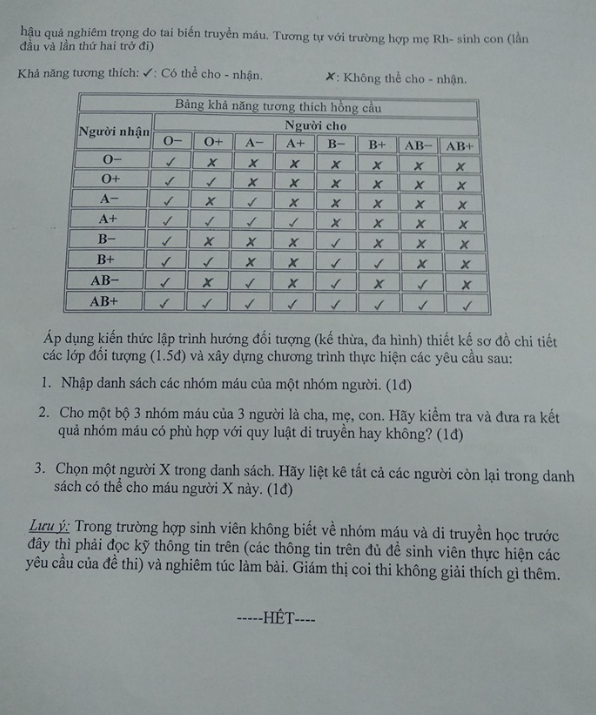 hậu quả nghiêm trọng do tai biến truyền máu. Tương tự với trường hợp mẹ Rh- sinh con (lần
đầu và lần thứ hai trở đi)
Khả năng tương thích: ✓: Có thể cho - nhận. ✗: Không thể cho - nhận.
Bảng khả năng tương thích hồng cầu
Người nhận Người cho
O− O+ A− A+ B− B+ AB− AB+
O− ✓ ✗ ✗ ✗ ✗ ✗ ✗ ✗
O+ ✓ ✓ ✗ ✗ ✗ ✗ ✗ ✗
A− ✓ ✗ ✓ ✗ ✗ ✗ ✗ ✗
A+ ✓ ✓ ✓ ✓ ✗ ✗ ✗ ✗
B− ✓ ✗ ✗ ✗ ✓ ✗ ✗ ✗
B+ ✓ ✓ ✗ ✗ ✓ ✓ ✗ ✗
AB− ✓ ✗ ✓ ✗ ✓ ✗ ✓ ✗
AB+ ✓ ✓ ✓ ✓ ✓ ✓ ✓ ✓
Áp dụng kiến thức lập trình hướng đối tượng (kế thừa, đa hình) thiết kế sơ đồ chi tiết
các lớp đối tượng (1.5đ) và xây dựng chương trình thực hiện các yêu cầu sau:
1. Nhập danh sách các nhóm máu của một nhóm người. (1đ)
2. Cho một bộ 3 nhóm máu của 3 người là cha, mẹ, con. Hãy kiểm tra và đưa ra kết
quả nhóm máu có phù hợp với quy luật di truyền hay không? (1đ)
3. Chọn một người X trong danh sách. Hãy liệt kê tất cả các người còn lại trong danh
sách có thể cho máu người X này. (1đ)
Lưu ý: Trong trường hợp sinh viên không biết về nhóm máu và di truyền học trước
đây thì phải đọc kỹ thông tin trên (các thông tin trên đủ để sinh viên thực hiện các
yêu cầu của đề thi) và nghiêm túc làm bài. Giám thị coi thi không giải thích gì thêm.
-----HẾT----